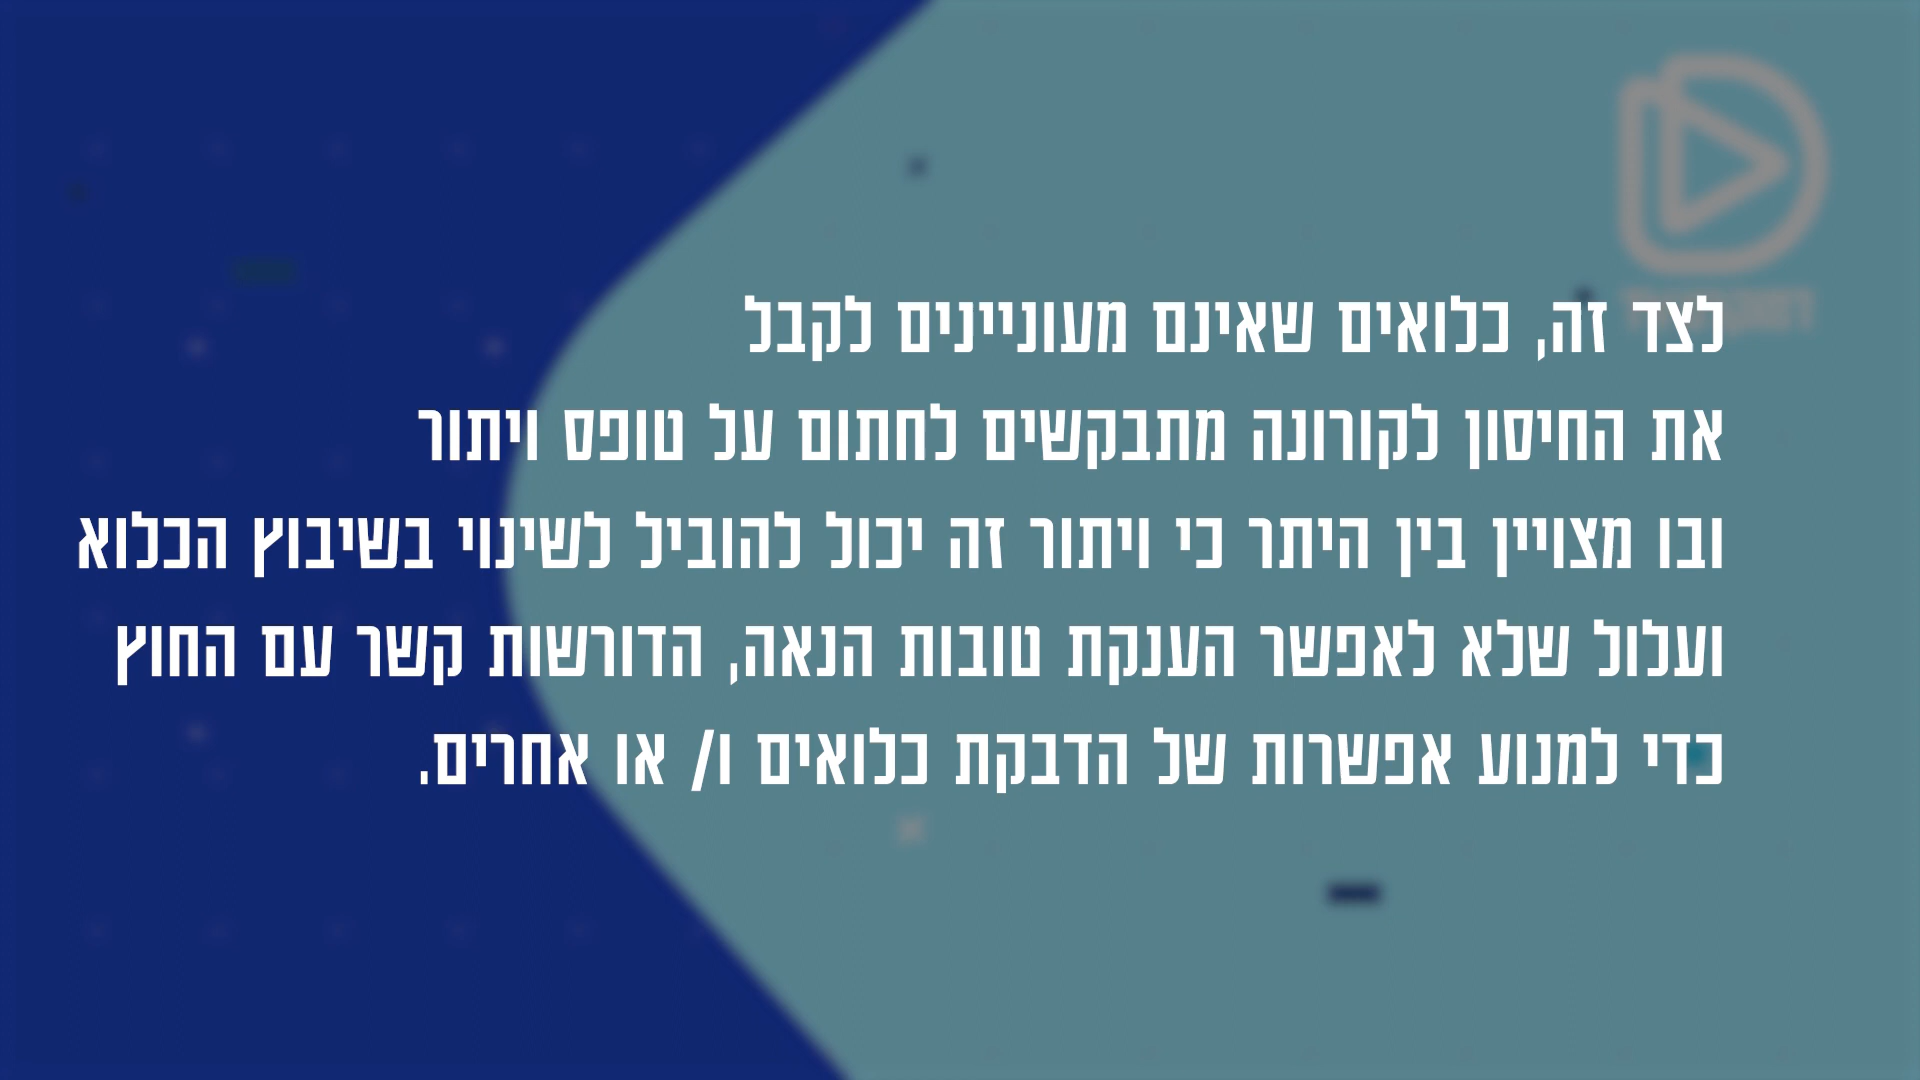 לצד זה, כלואים שאינם מעוניינים לקבל
את החיסון לקורונה מתבקשים לחתום על טופס ויתור
ובו מצויין בין היתר כי ויתור זה יכול להוביל לשינוי בשיבוץ הכלוא
ועלול שלא לאפשר הענקת טובות הנאה, הדורשות קשר עם החוץ
כדי למנוע אפשרות של הדבקת כלואים ו/ או אחרים.